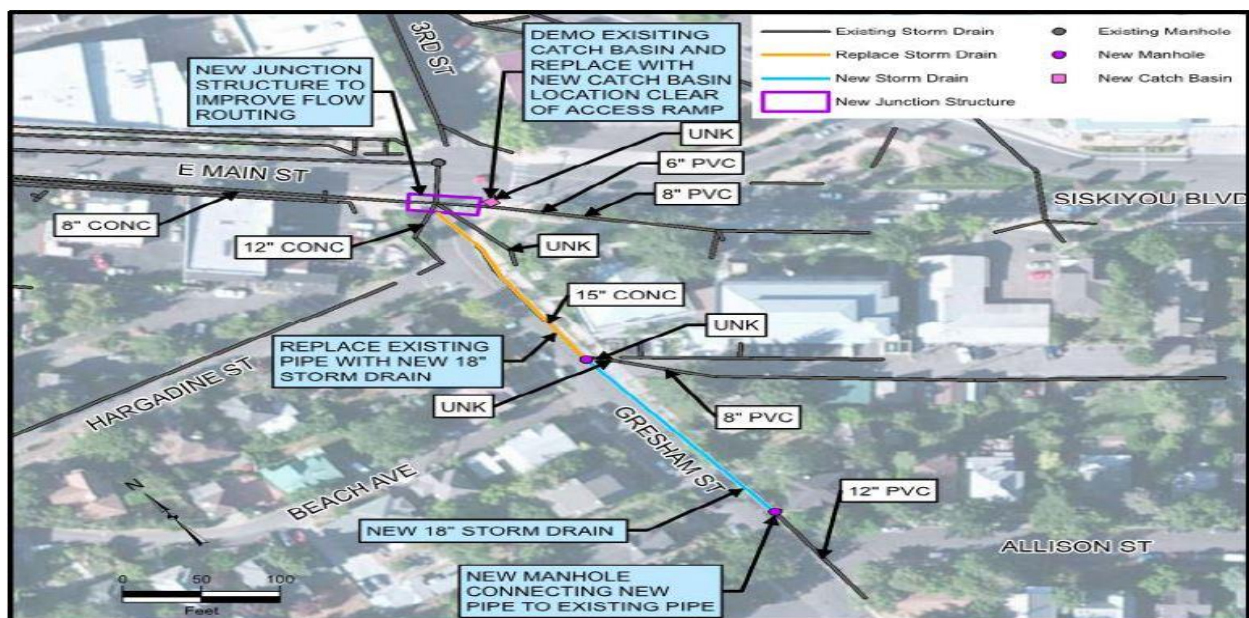 3RD ST
DEMO EXISITING
CATCH BASIN AND
REPLACE WITH
NEW CATCH BASIN
LOCATION CLEAR
OF ACCESS RAMP
Existing Storm Drain
Replace Storm Drain
New Storm Drain
New Junction Structure
Existing Manhole
New Manhole
New Catch Basin
NEW JUNCTION
STRUCTURE TO
IMPROVE FLOW
ROUTING
UNK
6" PVC
8" PVC
E MAIN ST
SISKIYOU BLVD
8" CONC
12" CONC
UNK
15" CONC
UNK
REPLACE EXISTING
PIPE WITH NEW 18"
STORM DRAIN
HARGADINE ST
UNK
8" PVC
GRESHAM ST
BEACH AVE
12" PVC
N
NEW 18" STORM DRAIN
ALLISON ST
NEW MANHOLE
CONNECTING NEW
PIPE TO EXISTING PIPE
0 50 100
Feet